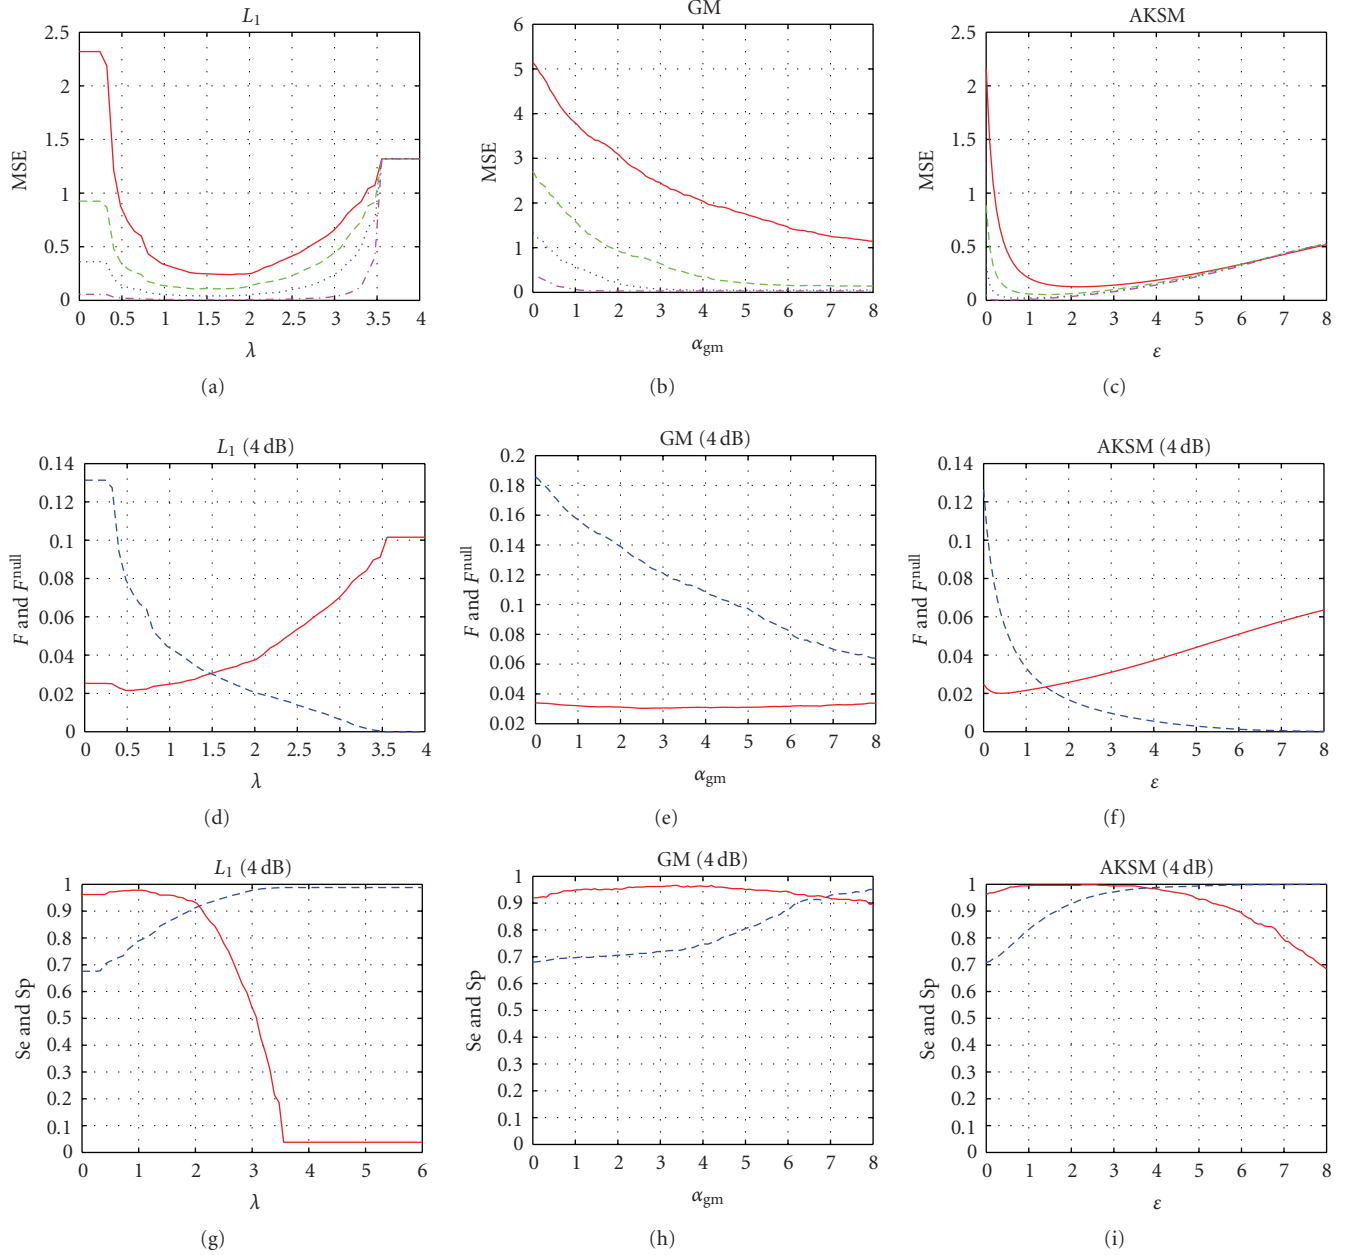 L1
2.5
2
1.5
1
0.5
0
MSE
0 0.5 1 1.5 2 2.5 3 3.5 4
λ
(a)
GM
6
5
4
3
2
1
0
MSE
0 1 2 3 4 5 6 7 8
αgm
(b)
AKSM
2.5
2
1.5
1
0.5
0
MSE
0 1 2 3 4 5 6 7 8
ε
(c)
L1 (4 dB)
0.14
0.12
0.1
0.08
0.06
0.04
0.02
0
F and Fnull
0 0.5 1 1.5 2 2.5 3 3.5 4
λ
(d)
GM (4 dB)
0.2
0.18
0.16
0.14
0.12
0.1
0.08
0.06
0.04
0.02
F and Fnull
0 1 2 3 4 5 6 7 8
αgm
(e)
AKSM (4 dB)
0.14
0.12
0.1
0.08
0.06
0.04
0.02
0
F and Fnull
0 1 2 3 4 5 6 7 8
ε
(f)
L1 (4 dB)
1
0.9
0.8
0.7
0.6
0.5
0.4
0.3
0.2
0.1
0
Se and Sp
0 1 2 3 4 5 6
λ
(g)
GM (4 dB)
1
0.9
0.8
0.7
0.6
0.5
0.4
0.3
0.2
0.1
0
Se and Sp
0 1 2 3 4 5 6 7 8
αgm
(h)
AKSM (4 dB)
1
0.9
0.8
0.7
0.6
0.5
0.4
0.3
0.2
0.1
0
Se and Sp
0 1 2 3 4 5 6 7 8
ε
(i)